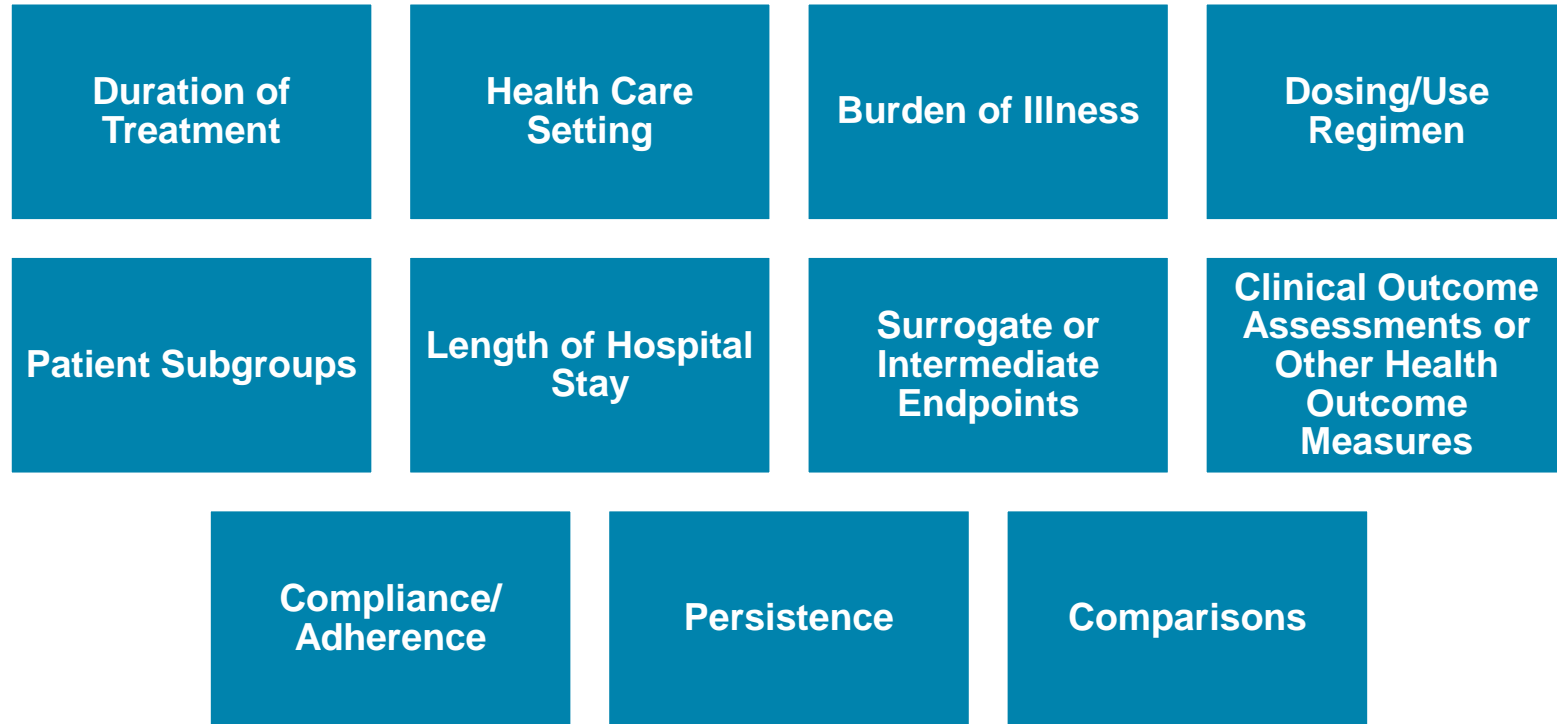 Duration of
Treatment
Health Care
Setting
Burden of Illness
Dosing/Use
Regimen
Patient Subgroups
Length of Hospital
Stay
Surrogate or
Intermediate
Endpoints
Clinical Outcome
Assessments or
Other Health
Outcome
Measures
Compliance/
Adherence
Persistence
Comparisons